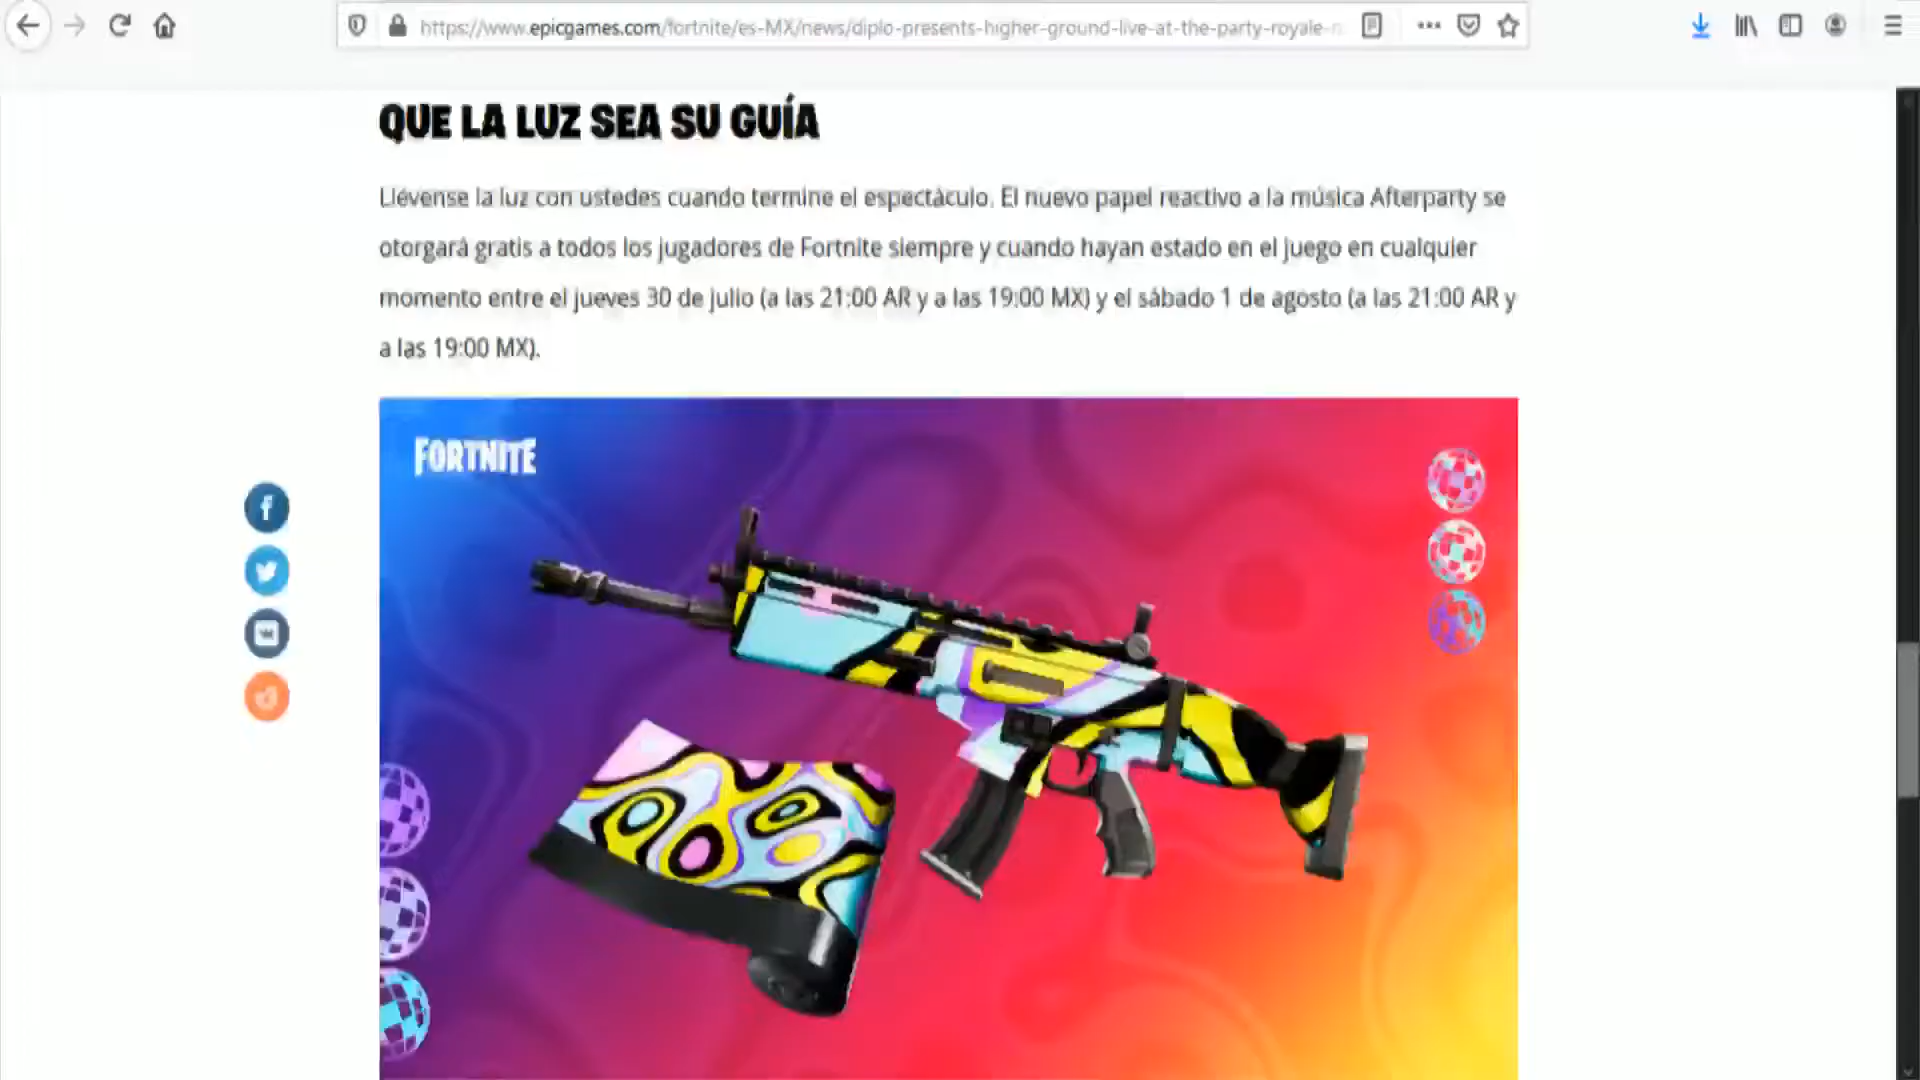 https://www.epicgames.com/fortnite/es-MX/news/diplo-presents-higher-ground-live-at-the-party-royale-
QUE LA LUZ SEA SU GUÍA
Llévense la luz con ustedes cuando termine el espectáculo. El nuevo papel reactivo a la música Afterparty se
otorgará gratis a todos los jugadores de Fortnite siempre y cuando hayan estado en el juego en cualquier
momento entre el jueves 30 de julio (a las 21:00 AR y a las 19:00 MX) y el sábado 1 de agosto (a las 21:00 AR y
a las 19:00 MX).
FORTNITE